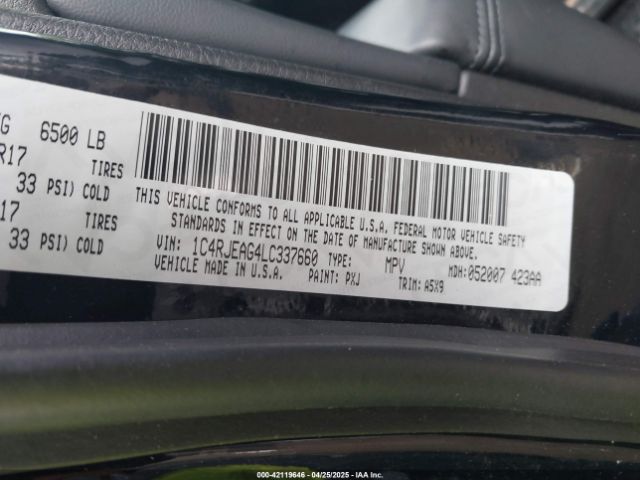 KG 6500 LB
R17 TIRES
33 PSI) COLD
17 TIRES
33 PSI) COLD
THIS VEHICLE CONFORMS TO ALL APPLICABLE U.S.A. FEDERAL MOTOR VEHICLE SAFETY
STANDARDS IN EFFECT ON THE DATE OF MANUFACTURE SHOWN ABOVE.
VIN: 1C4RJEAG4LC337660 TYPE: MPV MDH:052007 423AA
VEHICLE MADE IN U.S.A. PAINT: PXJ TRIM: A5X9
000-42119646 - 04/25/2025 - IAA Inc.